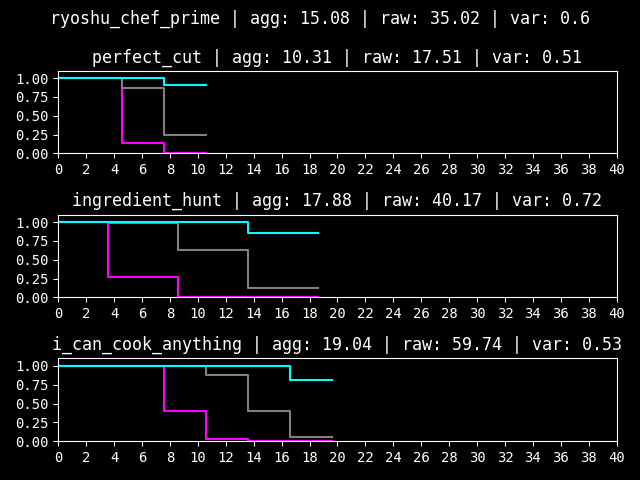 ryoshu_chef_prime | agg: 15.08 | raw: 35.02 | var: 0.6
perfect_cut | agg: 10.31 | raw: 17.51 | var: 0.51
1.00
0.75
0.50
0.25
0.00
0 2 4 6 8 10 12 14 16 18 20 22 24 26 28 30 32 34 36 38 40
ingredient_hunt | agg: 17.88 | raw: 40.17 | var: 0.72
1.00
0.75
0.50
0.25
0.00
0 2 4 6 8 10 12 14 16 18 20 22 24 26 28 30 32 34 36 38 40
i_can_cook_anything | agg: 19.04 | raw: 59.74 | var: 0.53
1.00
0.75
0.50
0.25
0.00
0 2 4 6 8 10 12 14 16 18 20 22 24 26 28 30 32 34 36 38 40